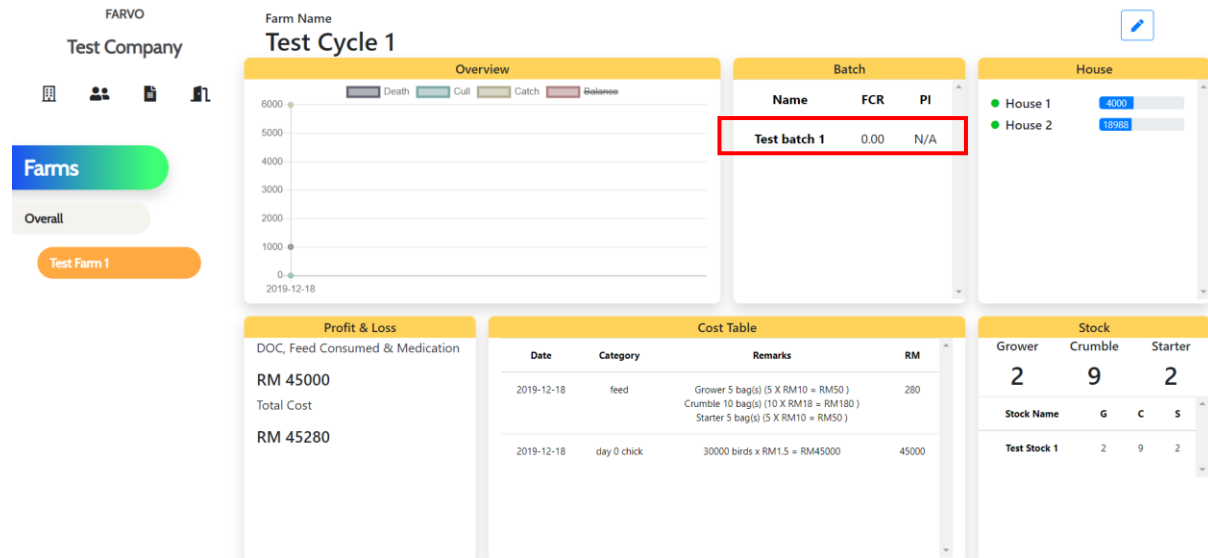 FARVO
Test Company
Farms
Overall
Test Farm 1
Farm Name
Test Cycle 1
Overview
Death Cull Catch Balance
6000
5000
4000
3000
2000
1000
0
2019-12-18
Batch
Name FCR PI
Test batch 1 0.00 N/A
House
House 1 4000
House 2 18988
Profit & Loss
DOC, Feed Consumed & Medication
RM 45000
Total Cost
RM 45280
Cost Table
Date Category Remarks RM
2019-12-18 feed Grower 5 bag(s) (5 X RM10 = RM50 ) 280
Crumble 10 bag(s) (10 X RM18 = RM180 )
Starter 5 bag(s) (5 X RM10 = RM50 )
2019-12-18 day 0 chick 30000 birds x RM1.5 = RM45000 45000
Stock
Grower Crumble Starter
2 9 2
Stock Name G C S
Test Stock 1 2 9 2